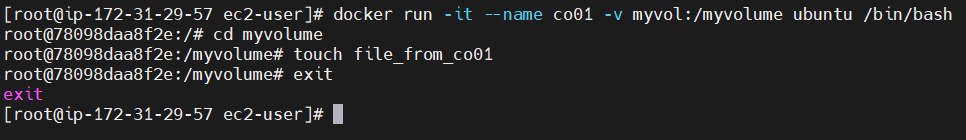 [root@ip-172-31-29-57 ec2-user]# docker run -it --name co01 -v myvol:/myvolume ubuntu /bin/bash
root@78098daa8f2e:/# cd myvolume
root@78098daa8f2e:/myvolume# touch file_from_co01
root@78098daa8f2e:/myvolume# exit
exit
[root@ip-172-31-29-57 ec2-user]#